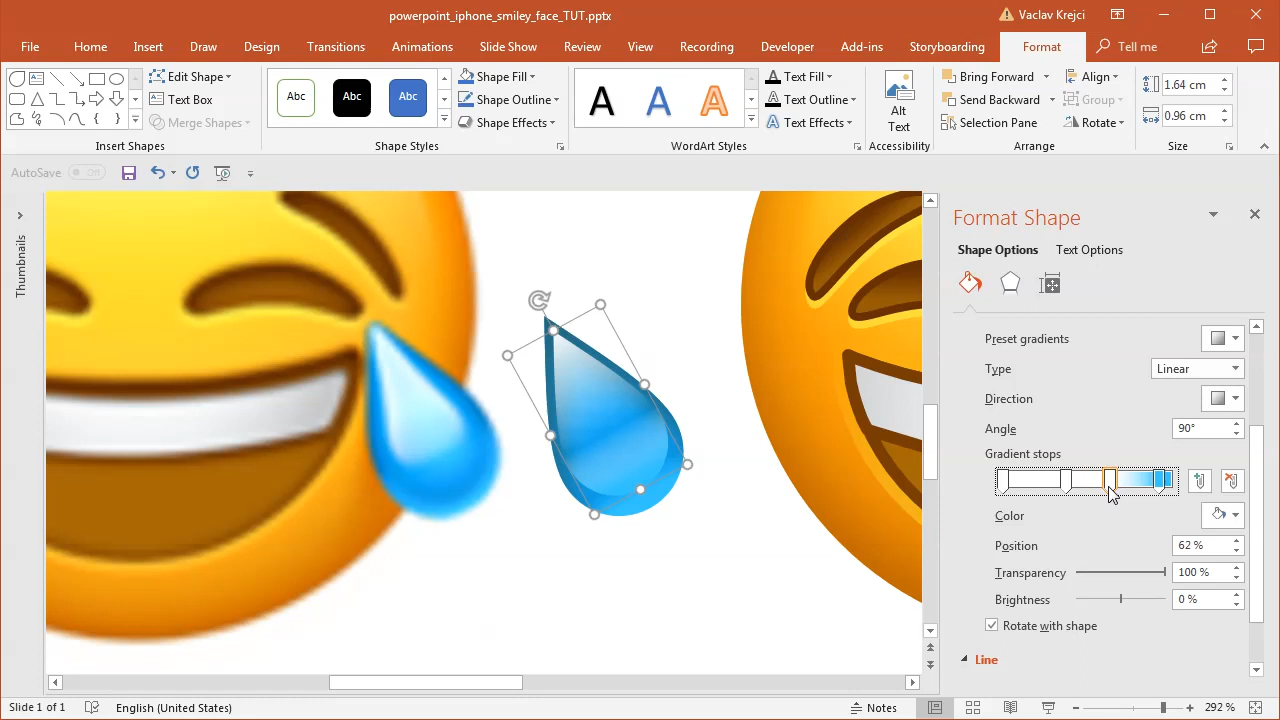 powerpoint_iphone_smiley_face_TUT.pptx
Vaclav Krejci
File Home Insert Draw Design Transitions Animations Slide Show Review View Recording Developer Add-ins Storyboarding Format Tell me
Edit Shape
Text Box
Merge Shapes
Insert Shapes
Abc Abc Abc
Shape Fill
Shape Outline
Shape Effects
Shape Styles
A A A
Text Fill
Text Outline
Text Effects
WordArt Styles
Alt
Text
Accessibility
Bring Forward
Send Backward
Selection Pane
Align
Group
Rotate
Arrange
1.64 cm
0.96 cm
Size
AutoSave Off
Thumbnails
Format Shape
Shape Options Text Options
Preset gradients
Type Linear
Direction
Angle 90°
Gradient stops
Color
Position 62 %
Transparency 100 %
Brightness 0 %
Rotate with shape
Line
Slide 1 of 1 English (United States) Notes 292 %